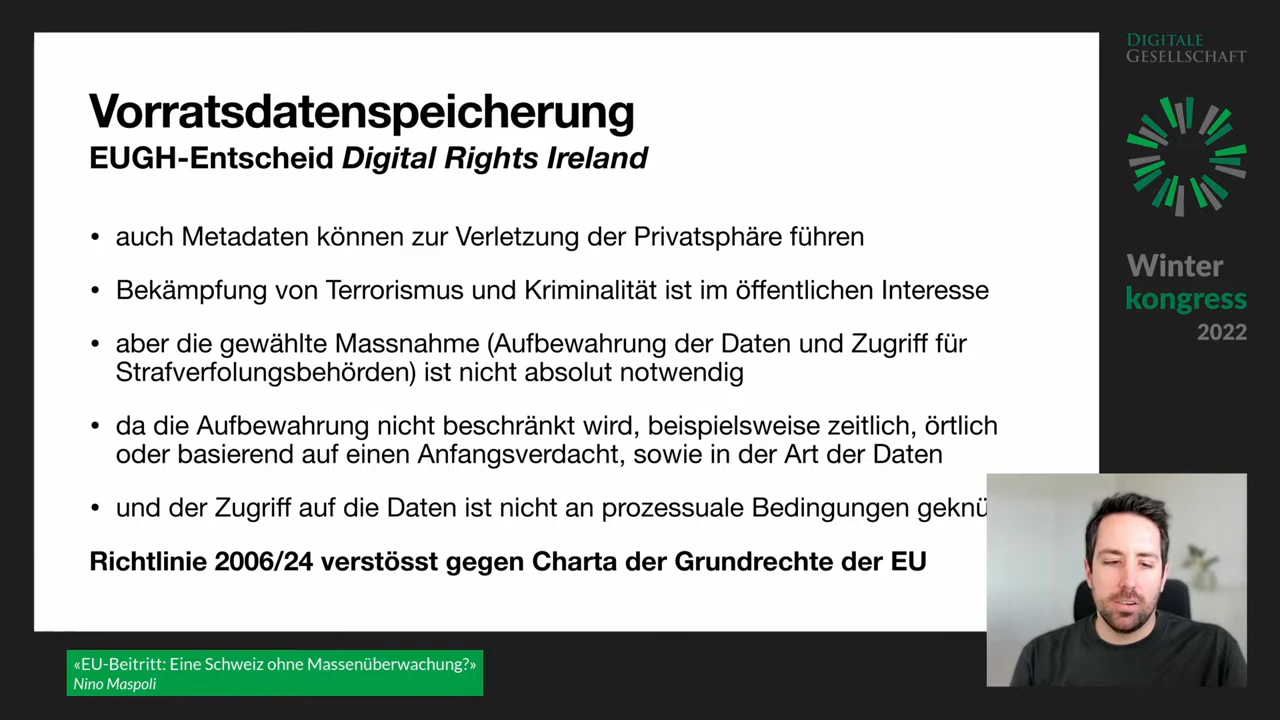 Vorratsdatenspeicherung
EUGH-Entscheid Digital Rights Ireland
• auch Metadaten können zur Verletzung der Privatsphäre führen
• Bekämpfung von Terrorismus und Kriminalität ist im öffentlichen Interesse
• aber die gewählte Massnahme (Aufbewahrung der Daten und Zugriff für
Strafverfolungsbehörden) ist nicht absolut notwendig
• da die Aufbewahrung nicht beschränkt wird, beispielsweise zeitlich, örtlich
oder basierend auf einen Anfangsverdacht, sowie in der Art der Daten
• und der Zugriff auf die Daten ist nicht an prozessuale Bedingungen geknü
Richtlinie 2006/24 verstösst gegen Charta der Grundrechte der EU
DIGITALE
GESELLSCHAFT
Winter
kongress
2022
«EU-Beitritt: Eine Schweiz ohne Massenüberwachung?»
Nino Maspoli